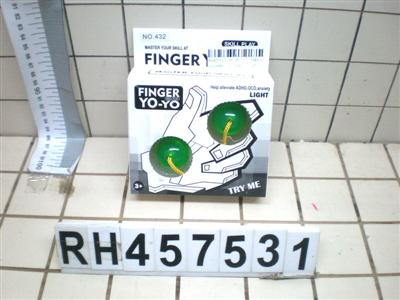 NO.432
SKILL PLAY
MASTER YOUR SKILL AT
FINGER
Help alleviate ADHD,OCD,anxiety
LIGHT
FINGER
YO-YO
3+
TRY ME
RH457531